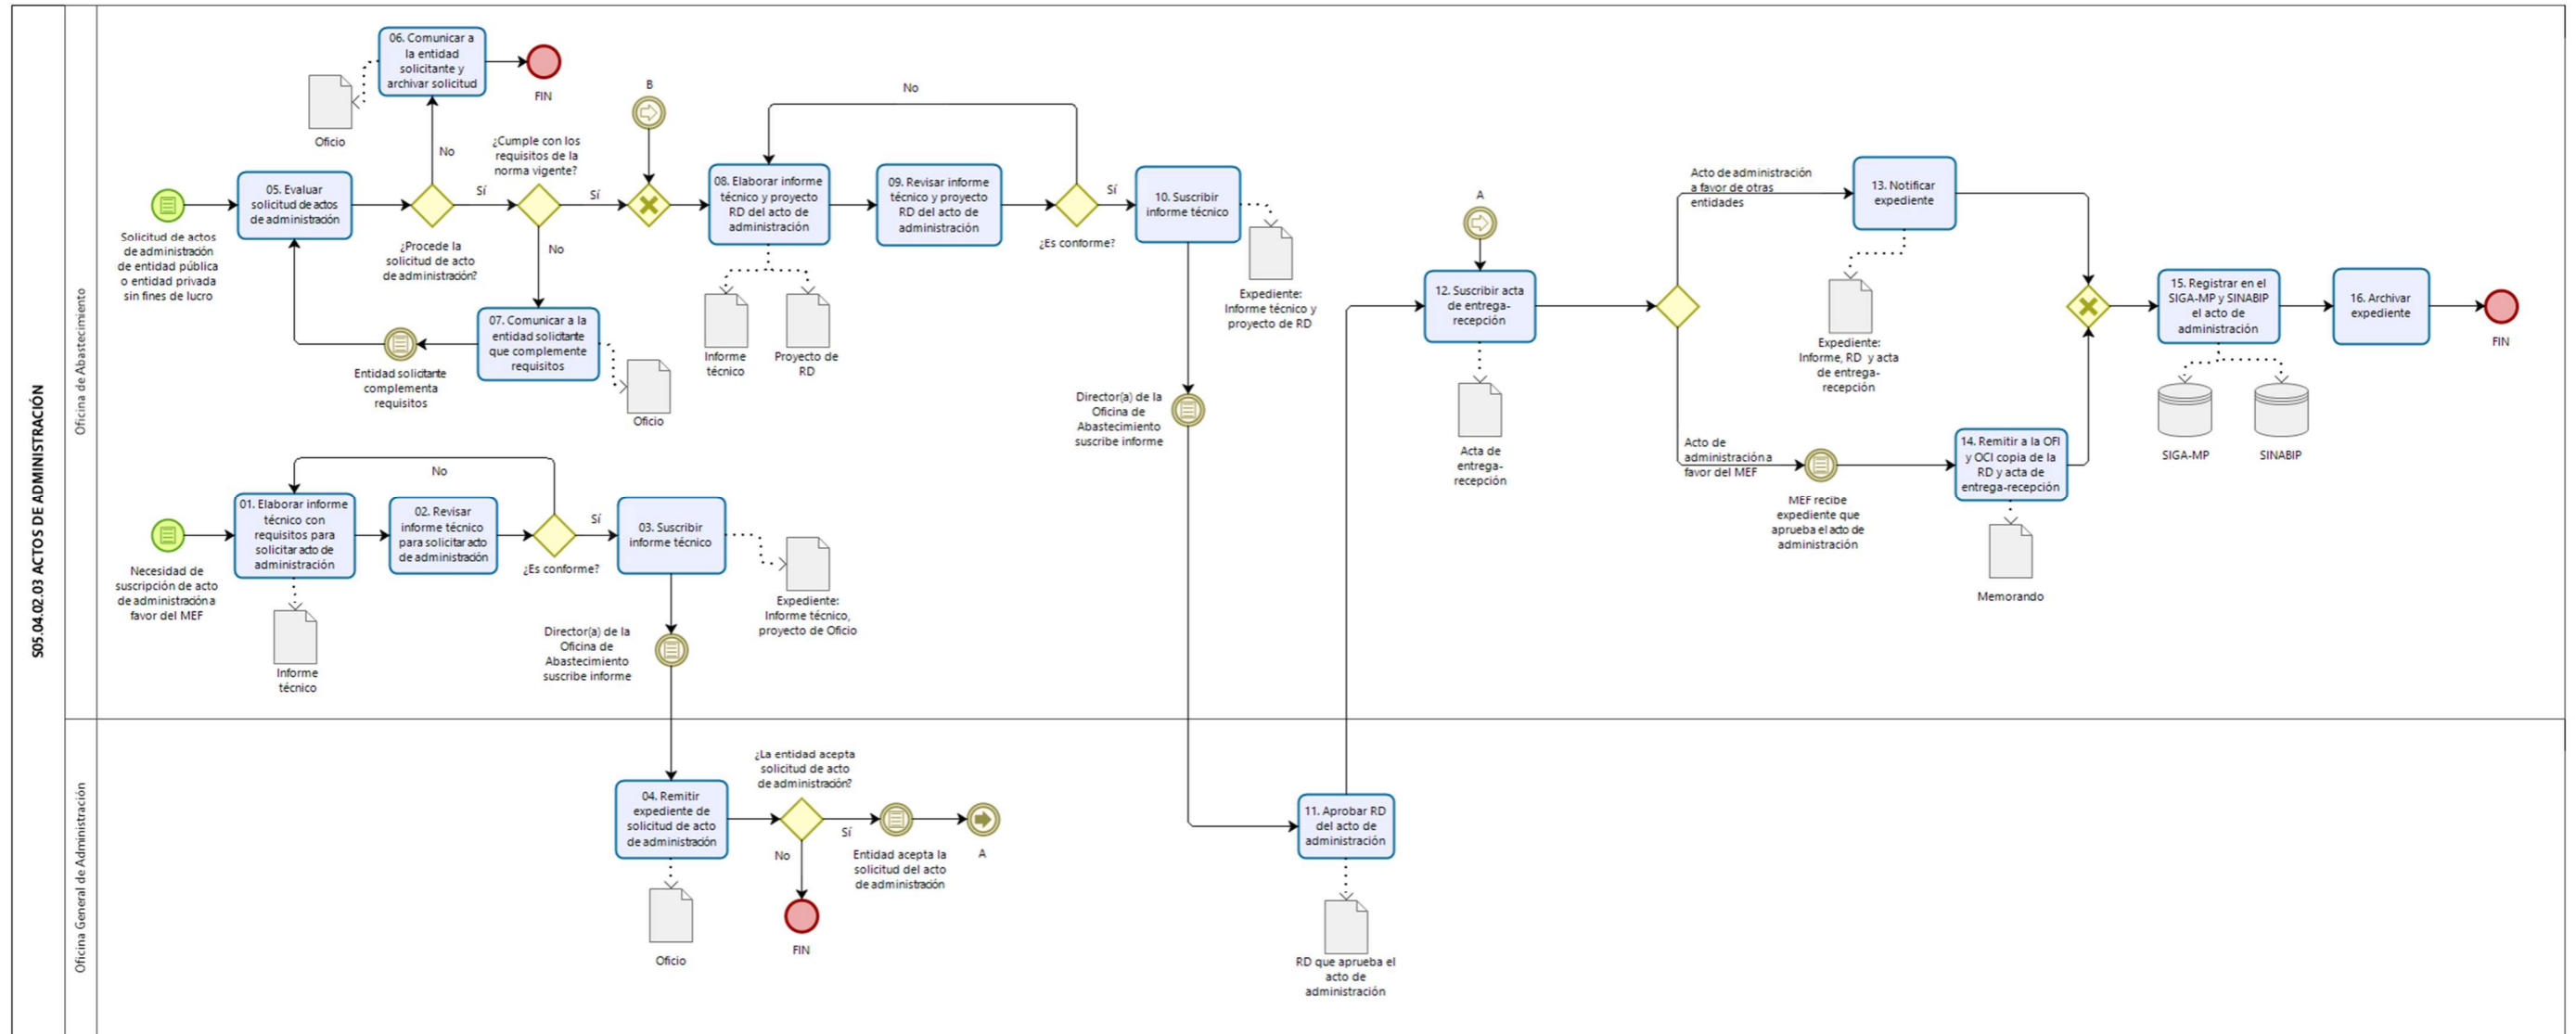 S05.04.02.03 ACTOS DE ADMINISTRACIÓN
Oficina de Abastecimiento
06. Comunicar a
la entidad
solicitante y
archivar solicitud
FIN
Oficio
No
Solicitud de actos
de administración
de entidad pública
o entidad privada
sin fines de lucro
05. Evaluar
solicitud de actos
de administración
¿Procede la
solicitud de acto
de administración?
Sí
¿Cumple con los
requisitos de la
norma vigente?
Sí
No
07. Comunicar a la
entidad solicitante
que complemente
requisitos
Oficio
Entidad solicitante
complementa
requisitos
B
08. Elaborar informe
técnico y proyecto
RD del acto de
administración
Informe
técnico
Proyecto de
RD
09. Revisar informe
técnico y proyecto
RD del acto de
administración
No
¿Es conforme?
Sí
10. Suscribir
informe técnico
Expediente:
Informe técnico y
proyecto de RD
Director(a) de la
Oficina de
Abastecimiento
suscribe informe
A
12. Suscribir acta
de entrega-
recepción
Acta de
entrega-
recepción
Acto de administración
a favor de otras
entidades
13. Notificar
expediente
Expediente:
Informe, RD y acta
de entrega-
recepción
Acto de
administración a
favor del MEF
MEF recibe
expediente que
aprueba el acto de
administración
14. Remitir a la OFI
y OCI copia de la
RD y acta de
entrega-recepción
Memorando
15. Registrar en el
SIGA-MP y SINABIP
el acto de
administración
SIGA-MP
SINABIP
16. Archivar
expediente
FIN
Necesidad de
suscripción de acto
de administración a
favor del MEF
01. Elaborar informe
técnico con
requisitos para
solicitar acto de
administración
Informe
técnico
02. Revisar
informe técnico
para solicitar acto
de administración
No
¿Es conforme?
Sí
03. Suscribir
informe técnico
Expediente:
Informe técnico,
proyecto de Oficio
Director(a) de la
Oficina de
Abastecimiento
suscribe informe
Oficina General de Administración
04. Remitir
expediente de
solicitud de acto
de administración
Oficio
¿La entidad acepta
solicitud de acto
de administración?
Sí
No
FIN
Entidad acepta la
solicitud del acto
de administración
A
11. Aprobar RD
del acto de
administración
RD que aprueba el
acto de
administración